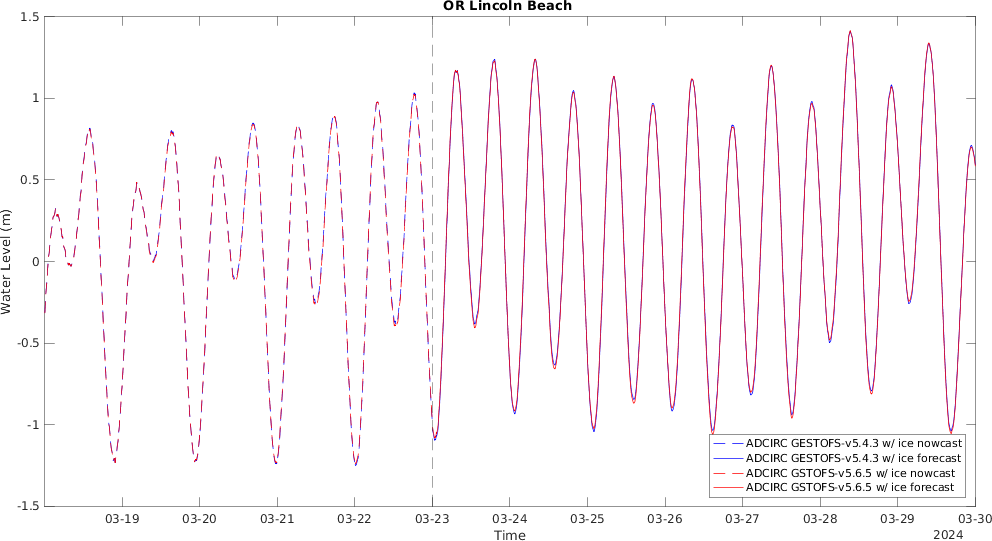 OR Lincoln Beach
Water Level (m)
1.5
1
0.5
0
-0.5
-1
-1.5
ADCIRC GESTOFS-v5.4.3 w/ ice nowcast
ADCIRC GESTOFS-v5.4.3 w/ ice forecast
ADCIRC GSTOFS-v5.6.5 w/ ice nowcast
ADCIRC GSTOFS-v5.6.5 w/ ice forecast
03-19 03-20 03-21 03-22 03-23 03-24 03-25 03-26 03-27 03-28 03-29 03-30
Time
2024